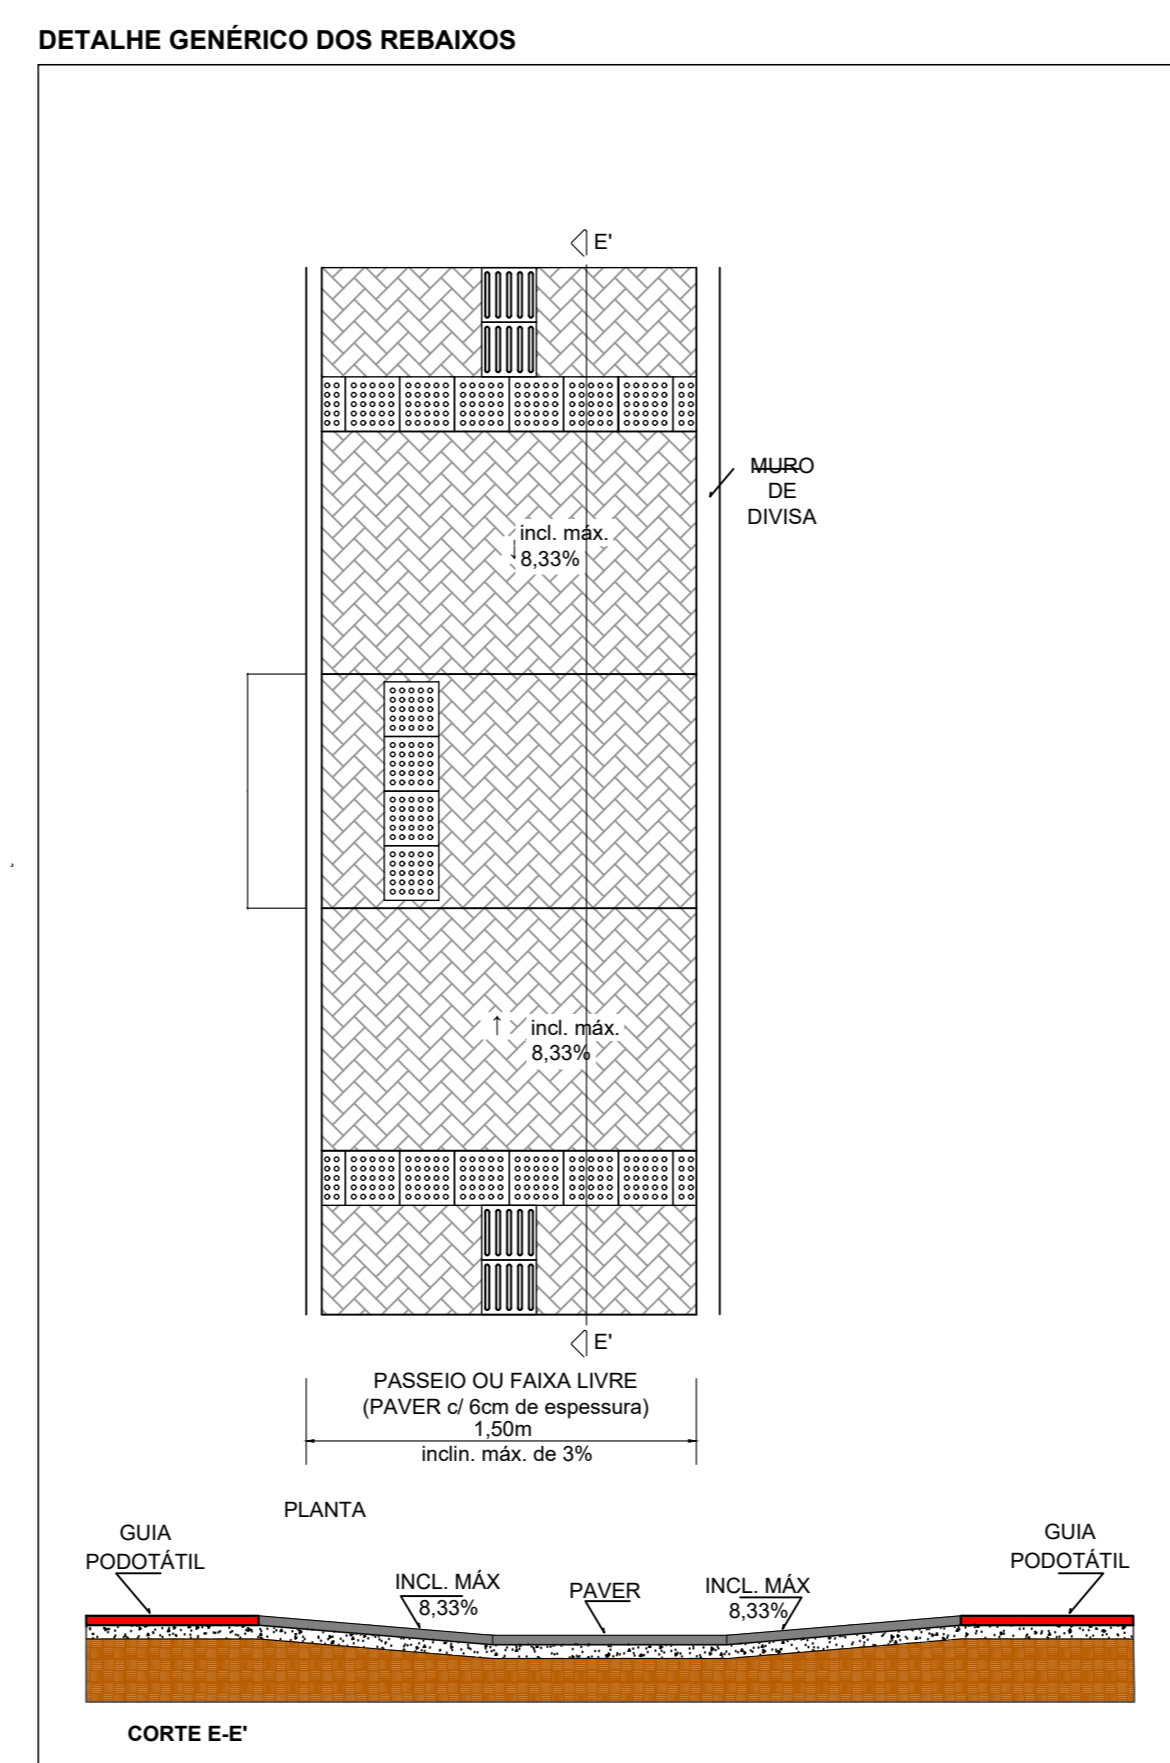 DETALHE GENÉRICO DOS REBAIXOS
E'
MURO
DE
DIVISA
incl. máx.
8,33%
↑ incl. máx.
8,33%
E'
PASSEIO OU FAIXA LIVRE
(PAVER c/ 6cm de espessura)
1,50m
inclin. máx. de 3%
PLANTA
GUIA
PODOTÁTIL
INCL. MÁX
8,33%
PAVER
INCL. MÁX
8,33%
GUIA
PODOTÁTIL
CORTE E-E'